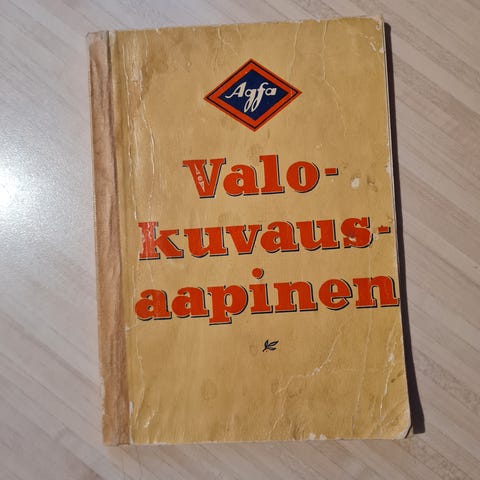 Agfa
Valo-
kuvaus-
aapinen